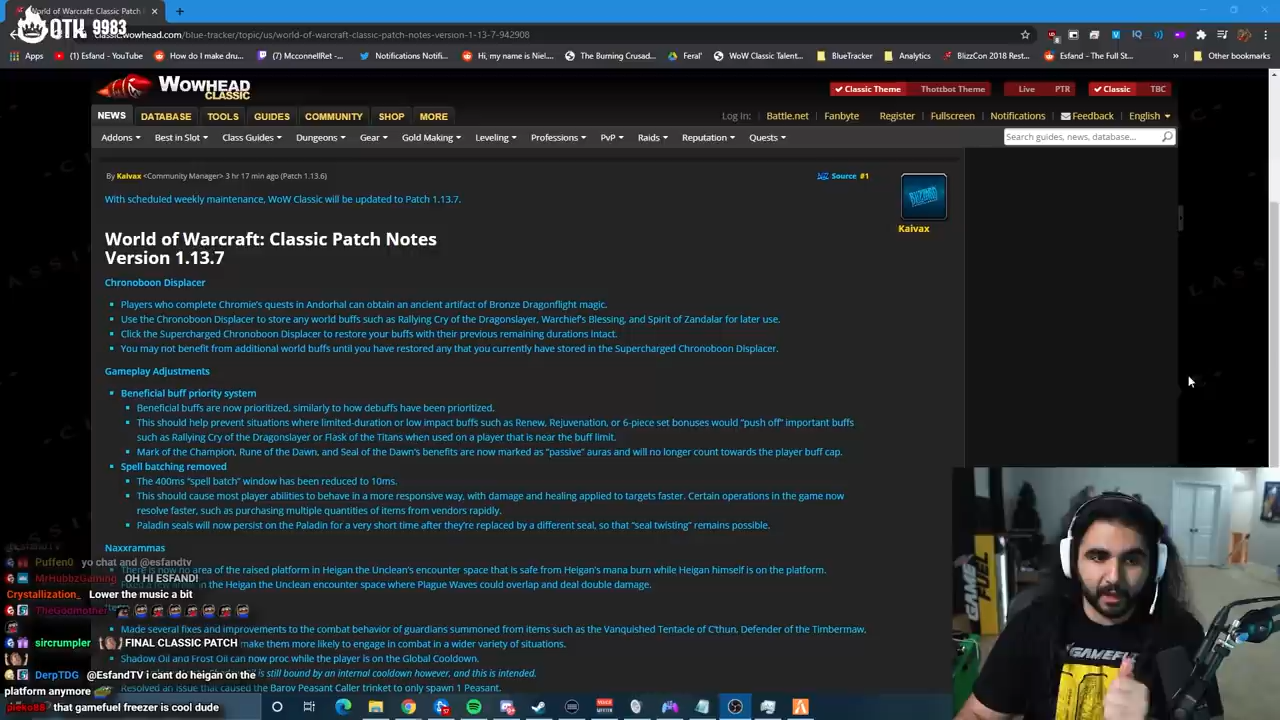 World of Warcraft: Classic Patch
OTK 9983
wowhead.com/blue-tracker/topic/us/world-of-warcraft-classic-patch-notes-version-1-13-7-942908
Apps (1) Esfand - YouTube How do I make dru... (7) McconnellRet -... Notifications Notifi... Hi, my name is Niel... The Burning Crusad... Feral' WoW Classic Talent... BlueTracker Analytics BlizzCon 2018 Rest... Esfand - The Full St... Other bookmarks
WOWHEAD
CLASSIC
Classic Theme Thottbot Theme Live PTR Classic TBC
NEWS DATABASE TOOLS GUIDES COMMUNITY SHOP MORE
Log In: Battle.net Fanbyte Register Fullscreen Notifications Feedback English
Addons Best in Slot Class Guides Dungeons Gear Gold Making Leveling Professions PvP Raids Reputation Quests
Search guides, news, database...
By Kaivax <Community Manager> 3 hr 17 min ago (Patch 1.13.6)
Source #1
BLIZZARD
Kaivax
With scheduled weekly maintenance, WoW Classic will be updated to Patch 1.13.7.
World of Warcraft: Classic Patch Notes
Version 1.13.7
Chronoboon Displacer
Players who complete Chromie's quests in Andorhal can obtain an ancient artifact of Bronze Dragonflight magic.
Use the Chronoboon Displacer to store any world buffs such as Rallying Cry of the Dragonslayer, Warchief's Blessing, and Spirit of Zandalar for later use.
Click the Supercharged Chronoboon Displacer to restore your buffs with their previous remaining durations intact.
You may not benefit from additional world buffs until you have restored any that you currently have stored in the Supercharged Chronoboon Displacer.
Gameplay Adjustments
Beneficial buff priority system
Beneficial buffs are now prioritized, similarly to how debuffs have been prioritized.
This should help prevent situations where limited-duration or low impact buffs such as Renew, Rejuvenation, or 6-piece set bonuses would "push off" important buffs
such as Rallying Cry of the Dragonslayer or Flask of the Titans when used on a player that is near the buff limit.
Mark of the Champion, Rune of the Dawn, and Seal of the Dawn's benefits are now marked as "passive" auras and will no longer count towards the player buff cap.
Spell batching removed
The 400ms "spell batch" window has been reduced to 10ms.
This should cause most player abilities to behave in a more responsive way, with damage and healing applied to targets faster. Certain operations in the game now
resolve faster, such as purchasing multiple quantities of items from vendors rapidly.
Paladin seals will now persist on the Paladin for a very short time after they're replaced by a different seal, so that "seal twisting" remains possible.
Naxxramas
There is now no area of the raised platform in Heigan the Unclean's encounter space that is safe from Heigan's mana burn while Heigan himself is on the platform.
in the Heigan the Unclean encounter space where Plague Waves could overlap and deal double damage.
Made several fixes and improvements to the combat behavior of guardians summoned from items such as the Vanquished Tentacle of C'thun, Defender of the Timbermaw,
make them more likely to engage in combat in a wider variety of situations.
Shadow Oil and Frost Oil can now proc while the player is on the Global Cooldown.
is still bound by an internal cooldown however, and this is intended.
Resolved an issue that caused the Barov Peasant Caller trinket to only spawn 1 Peasant.
PuffenQ yo chat and @esfandtv
MrHubbzGaming OH HI ESFAND!
Crystallization_ Lower the music a bit
TheGodmother
sircrumpler FINAL CLASSIC PATCH
DerpTDG @EsfandTV i cant do heigan on the
platform anymore
pieko88 that gamefuel freezer is cool dude
GAMEFUEL